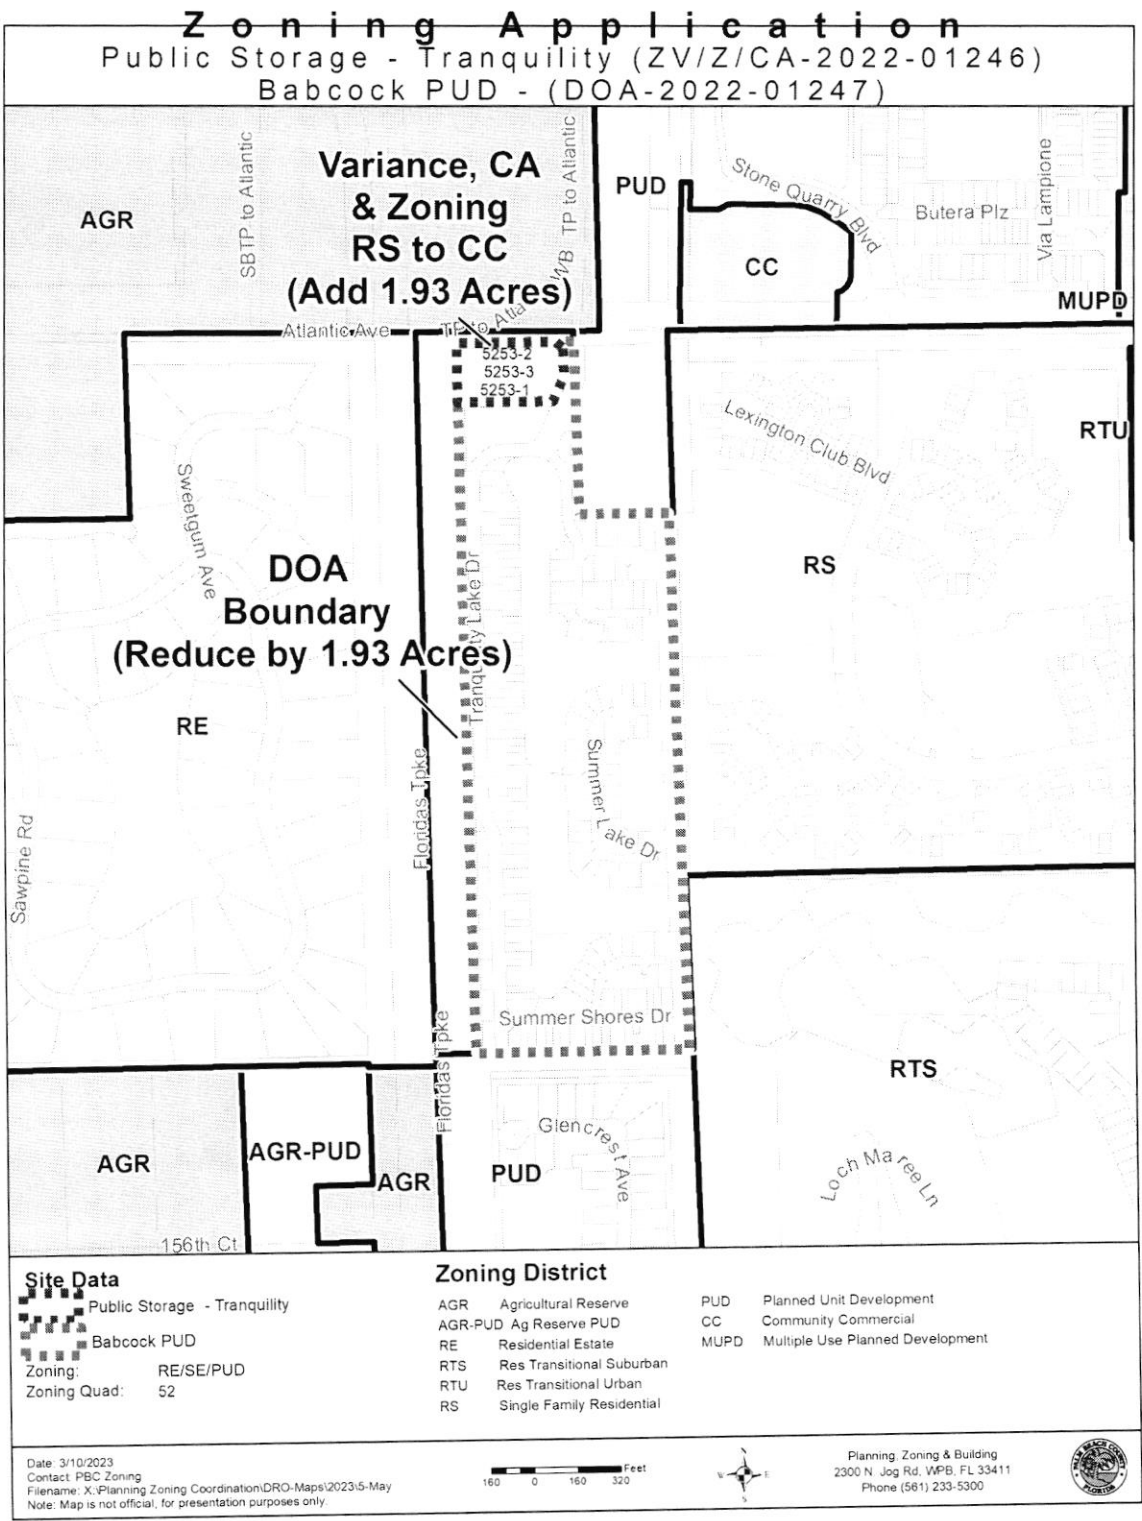 Zoning Application
Public Storage - Tranquility (ZV/Z/CA-2022-01246)
Babcock PUD - (DOA-2022-01247)
SBTP to Atlantic
Variance, CA
& Zoning
RS to CC
(Add 1.93 Acres)
WB TP to Atlantic
AGR
PUD
Stone Quarry Blvd
Butera Plz
Via Lampione
CC
MUPD
Atlantic Ave
TP to Atla
5253-2
5253-3
5253-1
Lexington Club Blvd
RTU
Sweetgum Ave
DOA
Boundary
(Reduce by 1.93 Acres)
Tranquility Lake Dr
RS
RE
Floridas Tpke
Summer Lake Dr
Sawpine Rd
Summer Shores Dr
Floridas Tpke
RTS
AGR
AGR-PUD
AGR
PUD
Glencrest Ave
Loch Maree Ln
156th Ct
Site Data
Public Storage - Tranquility
Babcock PUD
Zoning: RE/SE/PUD
Zoning Quad: 52
Zoning District
AGR Agricultural Reserve
AGR-PUD Ag Reserve PUD
RE Residential Estate
RTS Res Transitional Suburban
RTU Res Transitional Urban
RS Single Family Residential
PUD Planned Unit Development
CC Community Commercial
MUPD Multiple Use Planned Development
Date: 3/10/2023
Contact: PBC Zoning
Filename: X:\Planning Zoning Coordination\DRO-Maps\2023\5-May
Note: Map is not official, for presentation purposes only.
160 0 160 320 Feet
N
W E
S
Planning, Zoning & Building
2300 N. Jog Rd, WPB, FL 33411
Phone (561) 233-5300
PALM BEACH COUNTY
FLORIDA